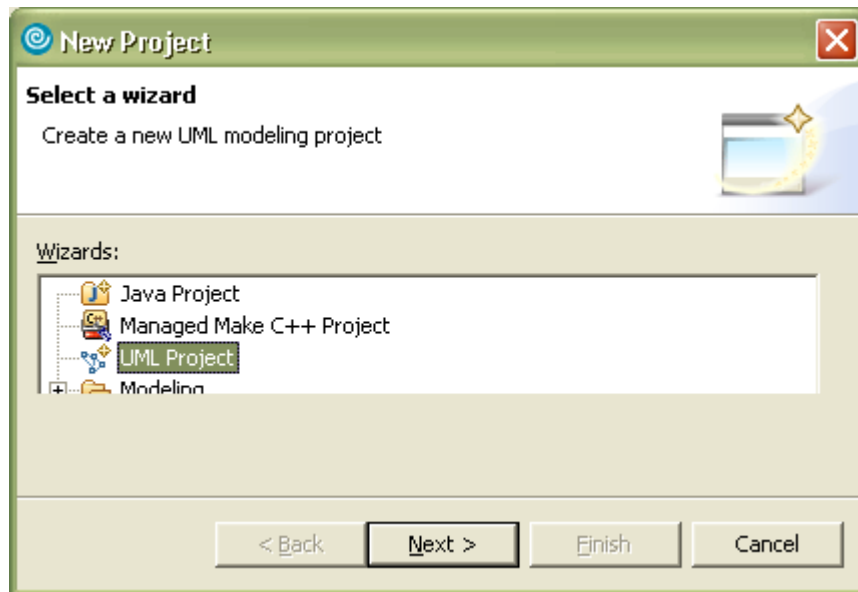 New Project
Select a wizard
Create a new UML modeling project
Wizards:
Java Project
Managed Make C++ Project
UML Project
Modeling
< Back Next > Finish Cancel